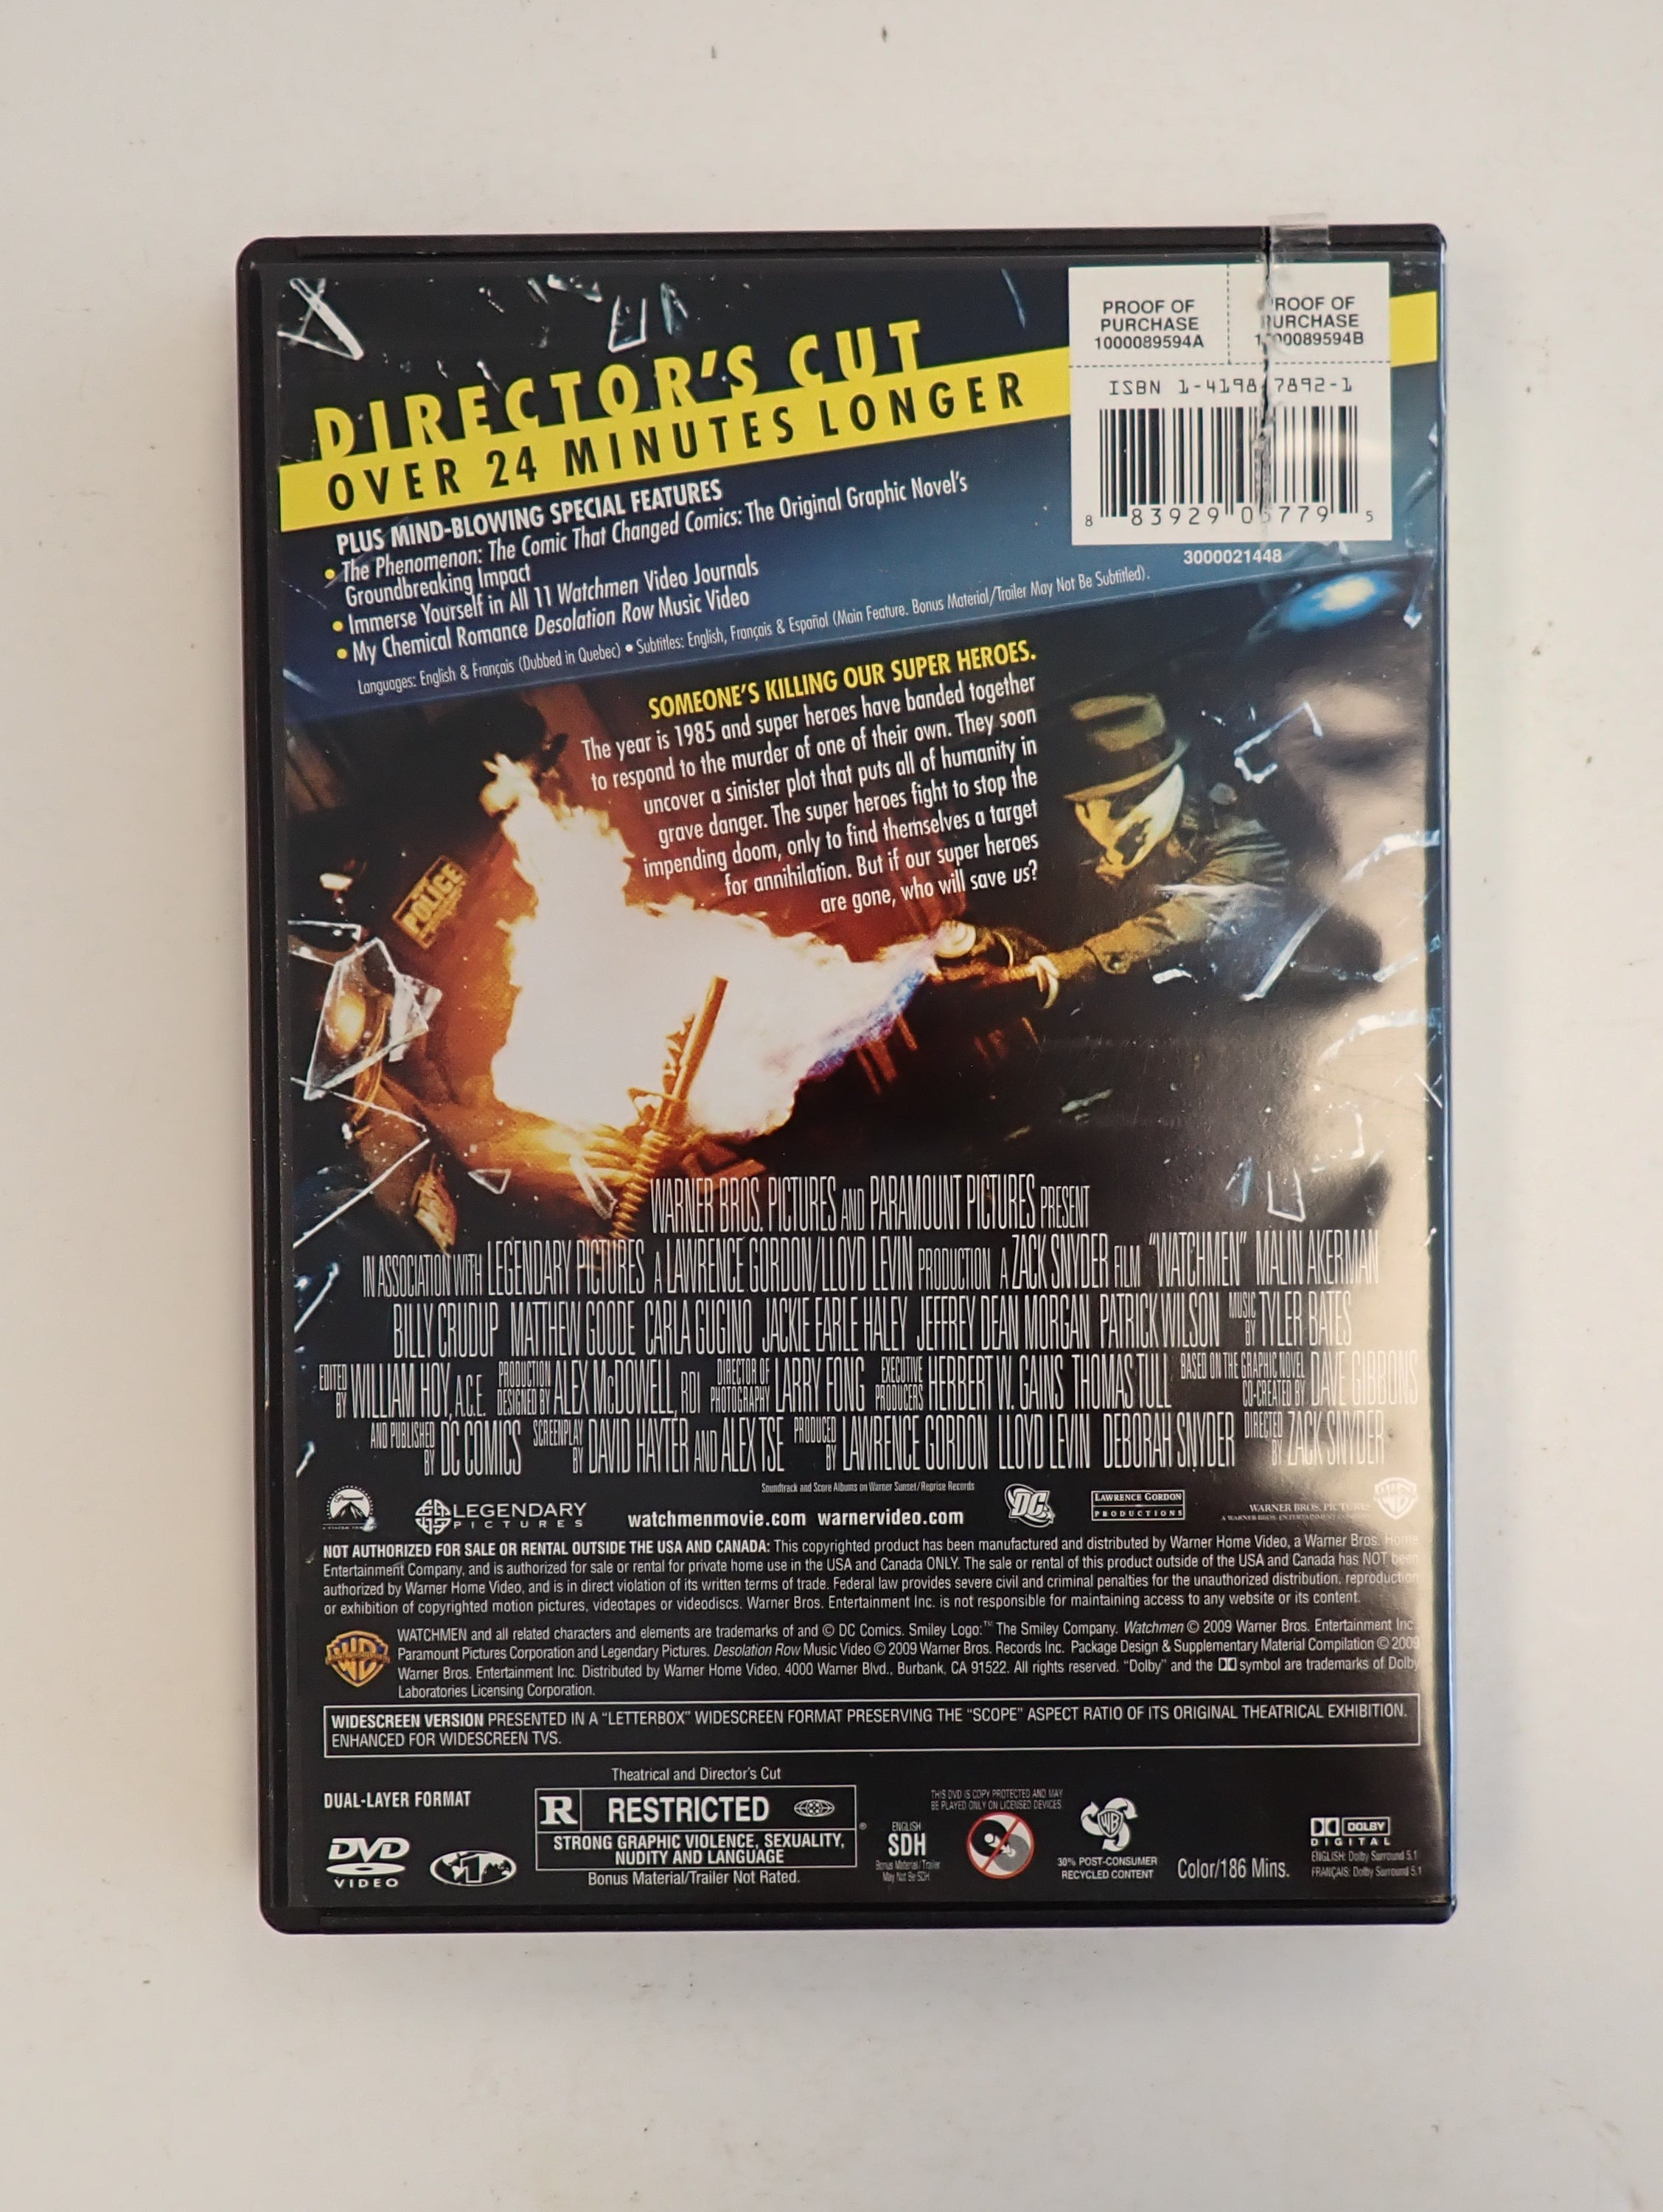 DIRECTOR'S CUT
OVER 24 MINUTES LONGER
PLUS MIND-BLOWING SPECIAL FEATURES
• The Phenomenon: The Comic That Changed Comics: The Original Graphic Novel's
Groundbreaking Impact
• Immerse Yourself in All 11 Watchmen Video Journals
• My Chemical Romance Desolation Row Music Video
Languages: English & Français (Dubbed in Quebec) • Subtitles: English, Français & Español (Main Feature. Bonus Material/Trailer May Not Be Subtitled).
PROOF OF
PURCHASE
1000089594A
ROOF OF
URCHASE
00089594B
ISBN 1-4198 7892-1
8 83929 0 779 5
3000021448
SOMEONE'S KILLING OUR SUPER HEROES.
The year is 1985 and super heroes have banded together
to respond to the murder of one of their own. They soon
uncover a sinister plot that puts all of humanity in
grave danger. The super heroes fight to stop the
impending doom, only to find themselves a target
for annihilation. But if our super heroes
are gone, who will save us?
POLICE
WARNER BROS. PICTURES AND PARAMOUNT PICTURES PRESENT
IN ASSOCIATION WITH LEGENDARY PICTURES A LAWRENCE GORDON/LLOYD LEVIN PRODUCTION A ZACK SNYDER FILM "WATCHMEN" MALIN AKERMAN
BILLY CRUDUP MATTHEW GOODE CARLA GUGINO JACKIE EARLE HALEY JEFFREY DEAN MORGAN PATRICK WILSON MUSIC BY TYLER BATES
EDITED BY WILLIAM HOY, A.C.E. PRODUCTION DESIGNED BY ALEX McDOWELL, RDI DIRECTOR OF PHOTOGRAPHY LARRY FONG EXECUTIVE PRODUCERS HERBERT W. GAINS THOMAS TULL BASED ON THE GRAPHIC NOVEL CO-CREATED BY DAVE GIBBONS
AND PUBLISHED BY DC COMICS SCREENPLAY BY DAVID HAYTER AND ALEX TSE PRODUCED BY LAWRENCE GORDON LLOYD LEVIN DEBORAH SNYDER DIRECTED BY ZACK SNYDER
Soundtrack and Score Albums on Warner Sunset/Reprise Records
Paramount
LEGENDARY
PICTURES
watchmenmovie.com warnervideo.com
DC
LAWRENCE GORDON
PRODUCTIONS
WARNER BROS. PICTURES
NOT AUTHORIZED FOR SALE OR RENTAL OUTSIDE THE USA AND CANADA: This copyrighted product has been manufactured and distributed by Warner Home Video, a Warner Bros. Home
Entertainment Company, and is authorized for sale or rental for private home use in the USA and Canada ONLY. The sale or rental of this product outside of the USA and Canada has NOT been
authorized by Warner Home Video, and is in direct violation of its written terms of trade. Federal law provides severe civil and criminal penalties for the unauthorized distribution, reproduction
or exhibition of copyrighted motion pictures, videotapes or videodiscs. Warner Bros. Entertainment Inc. is not responsible for maintaining access to any website or its content.
WATCHMEN and all related characters and elements are trademarks of and © DC Comics. Smiley Logo:™ The Smiley Company. Watchmen © 2009 Warner Bros. Entertainment Inc.
Paramount Pictures Corporation and Legendary Pictures. Desolation Row Music Video © 2009 Warner Bros. Records Inc. Package Design & Supplementary Material Compilation © 2009
Warner Bros. Entertainment Inc. Distributed by Warner Home Video, 4000 Warner Blvd., Burbank, CA 91522. All rights reserved. "Dolby" and the DD symbol are trademarks of Dolby
Laboratories Licensing Corporation.
WIDESCREEN VERSION PRESENTED IN A "LETTERBOX" WIDESCREEN FORMAT PRESERVING THE "SCOPE" ASPECT RATIO OF ITS ORIGINAL THEATRICAL EXHIBITION.
ENHANCED FOR WIDESCREEN TVS.
DUAL-LAYER FORMAT
DVD
VIDEO
1
Theatrical and Director's Cut
R RESTRICTED ®
STRONG GRAPHIC VIOLENCE, SEXUALITY,
NUDITY AND LANGUAGE
Bonus Material/Trailer Not Rated.
ENGLISH
SDH
Bonus Material/Trailer
May Not Be SDH
THIS DVD IS COPY PROTECTED AND MAY
BE PLAYED ONLY ON LICENSED DEVICES
WB
30% POST-CONSUMER
RECYCLED CONTENT
Color/186 Mins.
DOLBY
DIGITAL
ENGLISH: Dolby Surround 5.1
FRANÇAIS: Dolby Surround 5.1